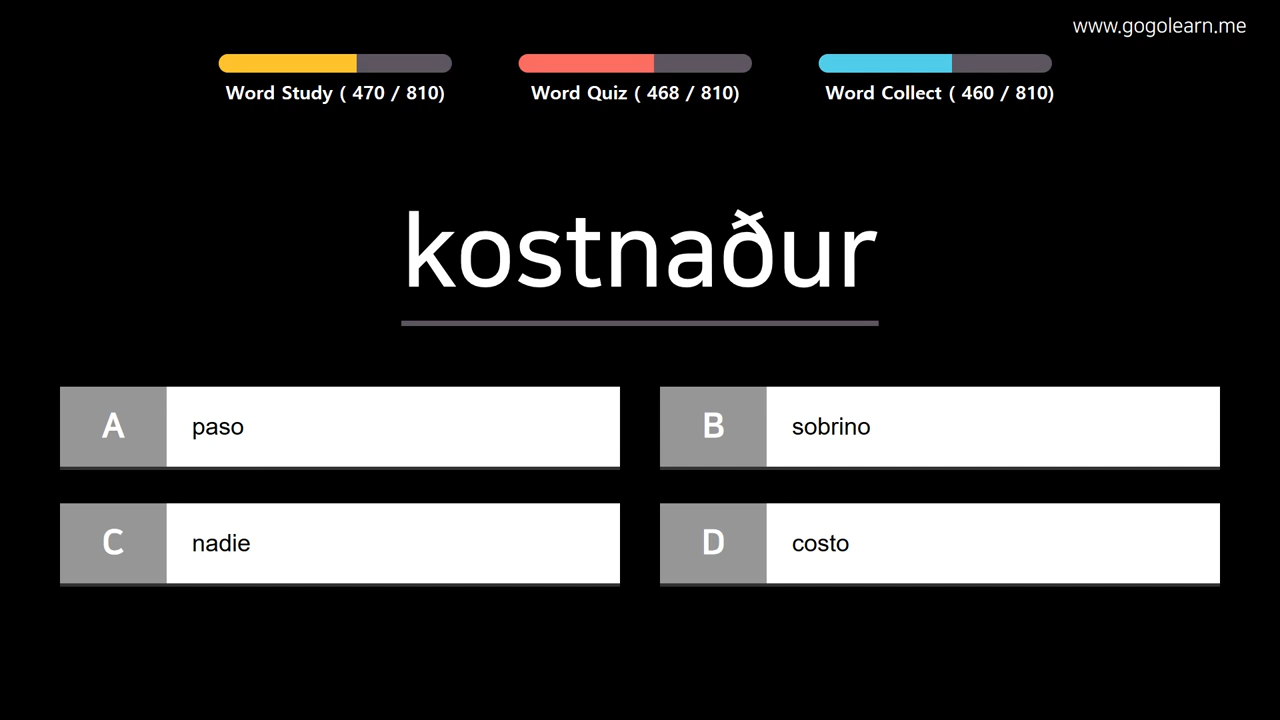 www.gogolearn.me
Word Study ( 470 / 810)
Word Quiz ( 468 / 810)
Word Collect ( 460 / 810)
kostnaður
A
paso
B
sobrino
C
nadie
D
costo